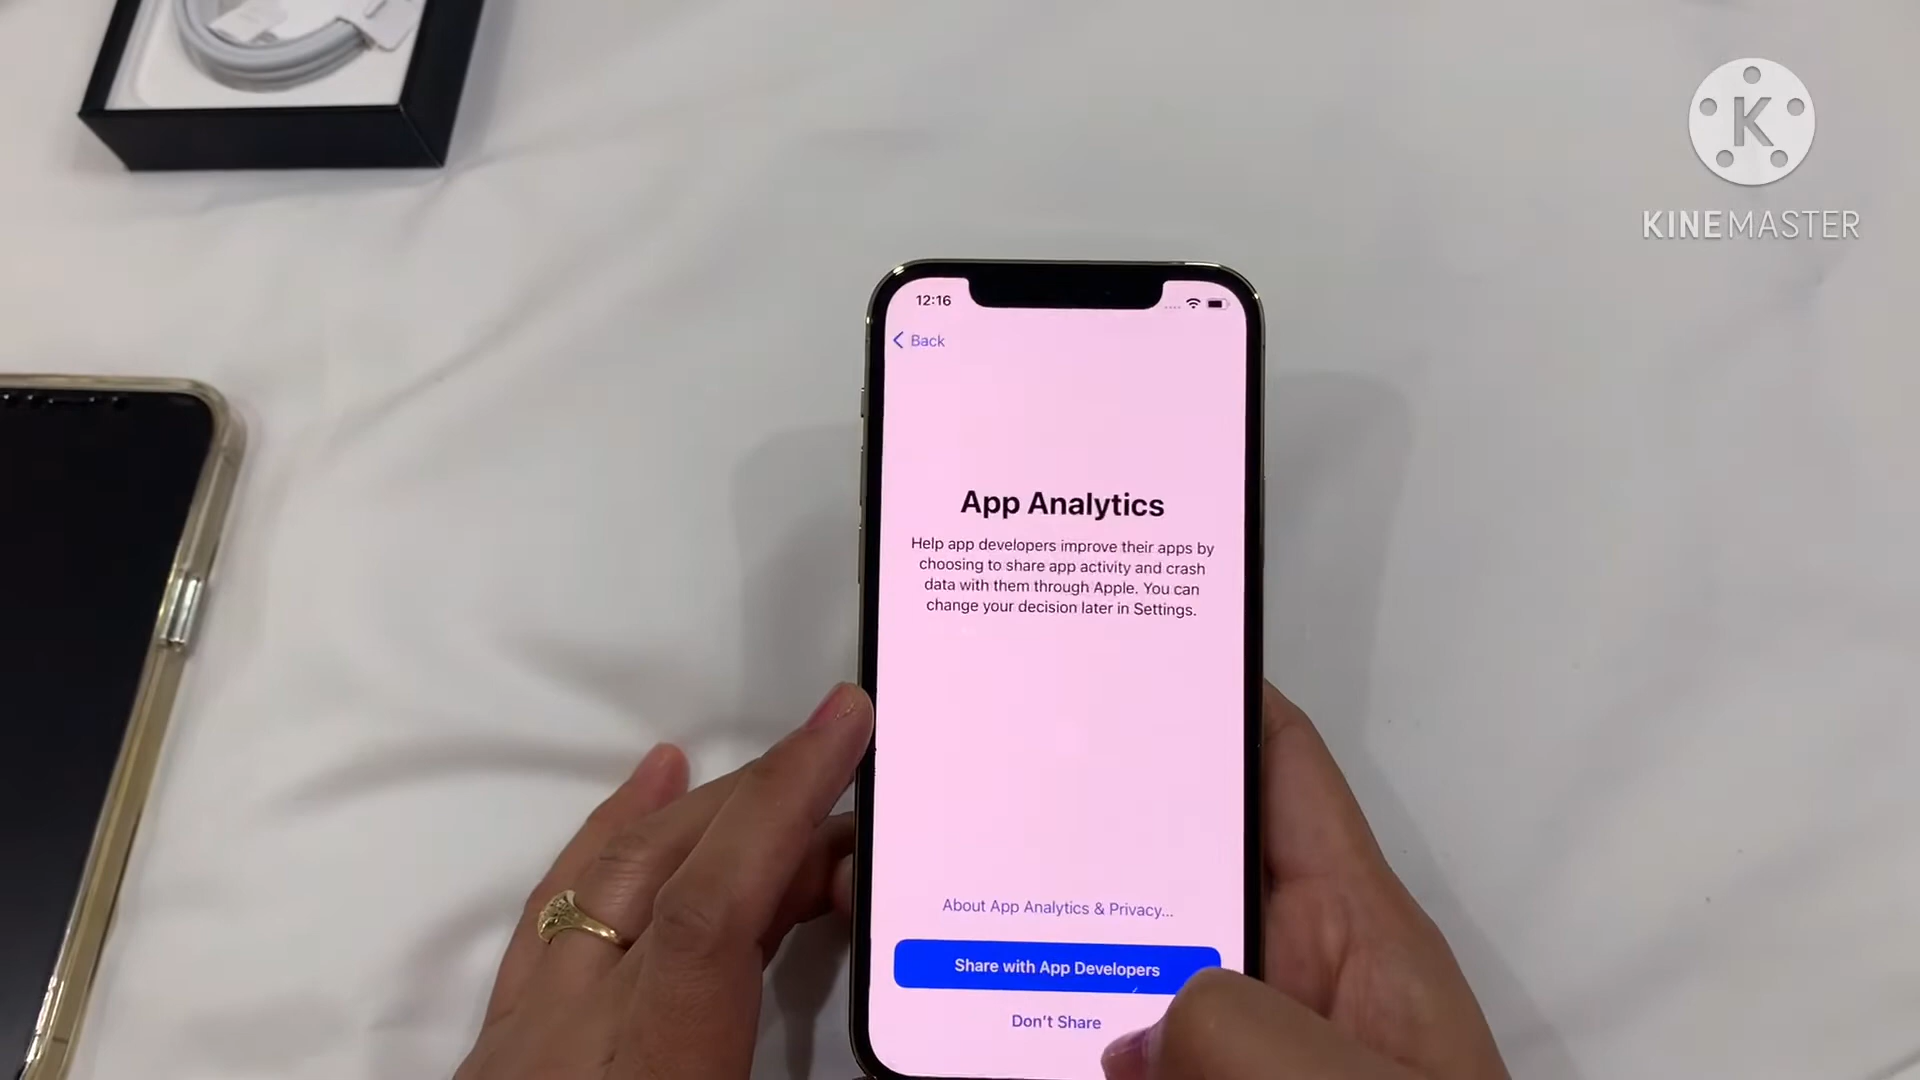 K
KINEMASTER
12:16
Back
App Analytics
Help app developers improve their apps by
choosing to share app activity and crash
data with them through Apple. You can
change your decision later in Settings.
About App Analytics & Privacy...
Share with App Developers
Don't Share